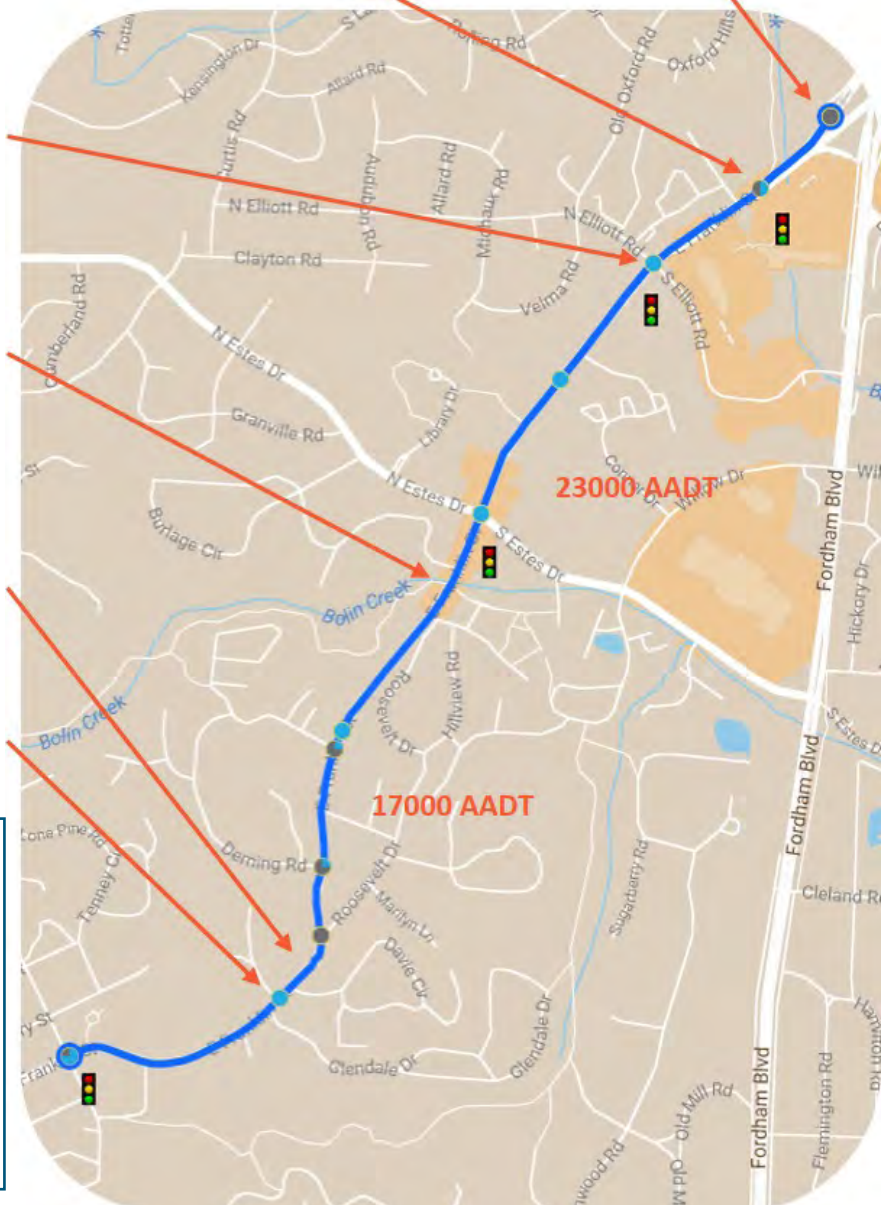 Rolling Rd
Oxford Hills
Kensington Dr
Allard Rd
Old Oxford Rd
Curtis Rd
Audubon Rd
Allard Rd
Michaux Rd
N Elliott Rd
N Elliott Rd
Clayton Rd
Velma Rd
S Elliott Rd
Cumberland Rd
N Estes Dr
Library Dr
Granville Rd
Connor Dr
Willow Dr
23000 AADT
N Estes Dr
Fordham Blvd
Burlage Cir
S Estes Dr
Hickory Dr
Bolin Creek
Roosevelt Dr
Hillview Rd
Bolin Creek
S Estes Dr
Fordham Blvd
17000 AADT
Deming Rd
Roosevelt Dr
Tenney Cir
Marilyn Ln
Sugarberry Rd
Cleland Rd
Davie Cir
Glendale Dr
Glendale Dr
Hamilton Rd
Fordham Blvd
Flemington Rd
Old Mill Rd